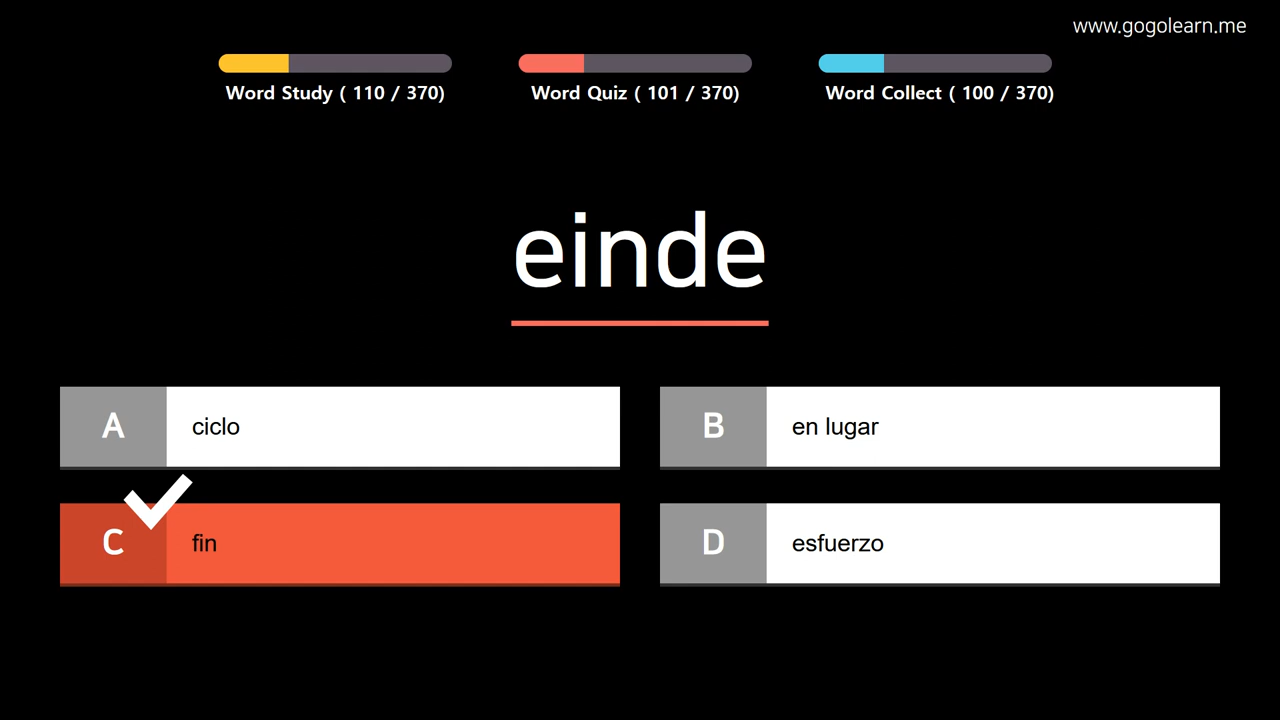 www.gogolearn.me
Word Study ( 110 / 370)
Word Quiz ( 101 / 370)
Word Collect ( 100 / 370)
einde
A ciclo
B en lugar
C fin
D esfuerzo